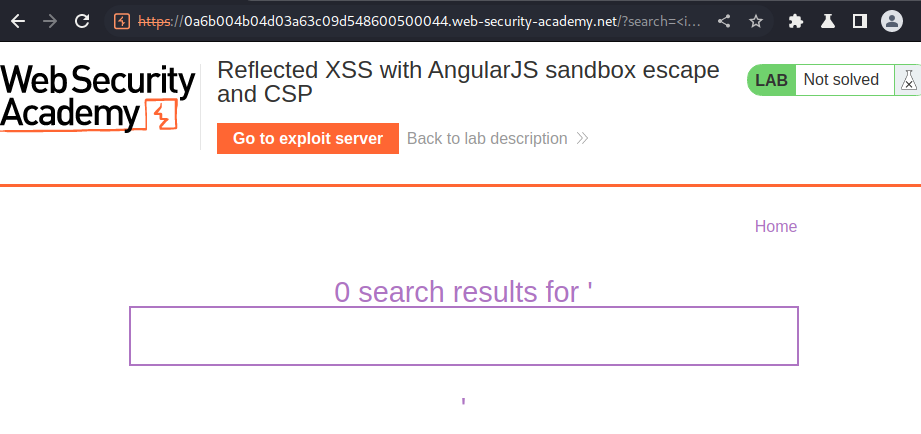 https://0a6b004b04d03a63c09d548600500044.web-security-academy.net/?search=<i...
Web Security
Academy
Reflected XSS with AngularJS sandbox escape
and CSP
LAB Not solved
Go to exploit server Back to lab description
Home
0 search results for '
'